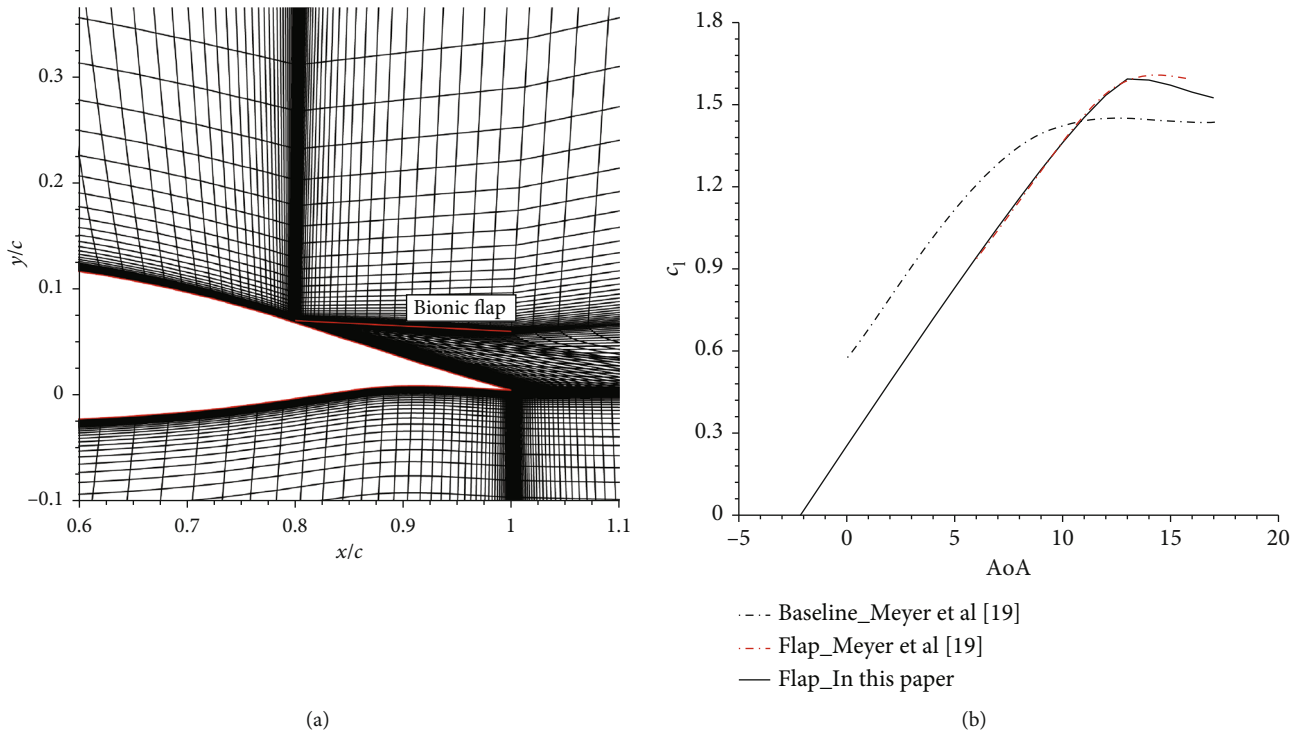 0.3
0.2
0.1
0
–0.1
y/c
Bionic flap
0.6
0.7
0.8
0.9
1
1.1
x/c
(a)
1.8
1.5
1.2
0.9
0.6
0.3
0
c1
–5
0
5
10
15
20
AoA
Baseline_Meyer et al [19]
Flap_Meyer et al [19]
Flap_In this paper
(b)